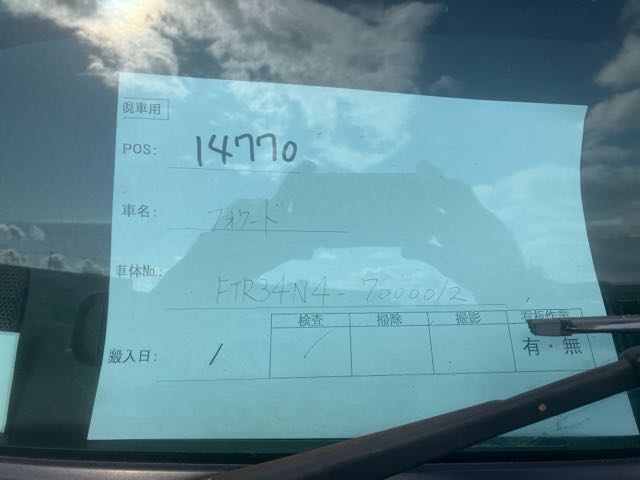 現車用
POS: 14770
車名: フォワード
車体No.: FTR34N4-7000012
検査 掃除 撮影 看板作業
搬入日: / 有・無